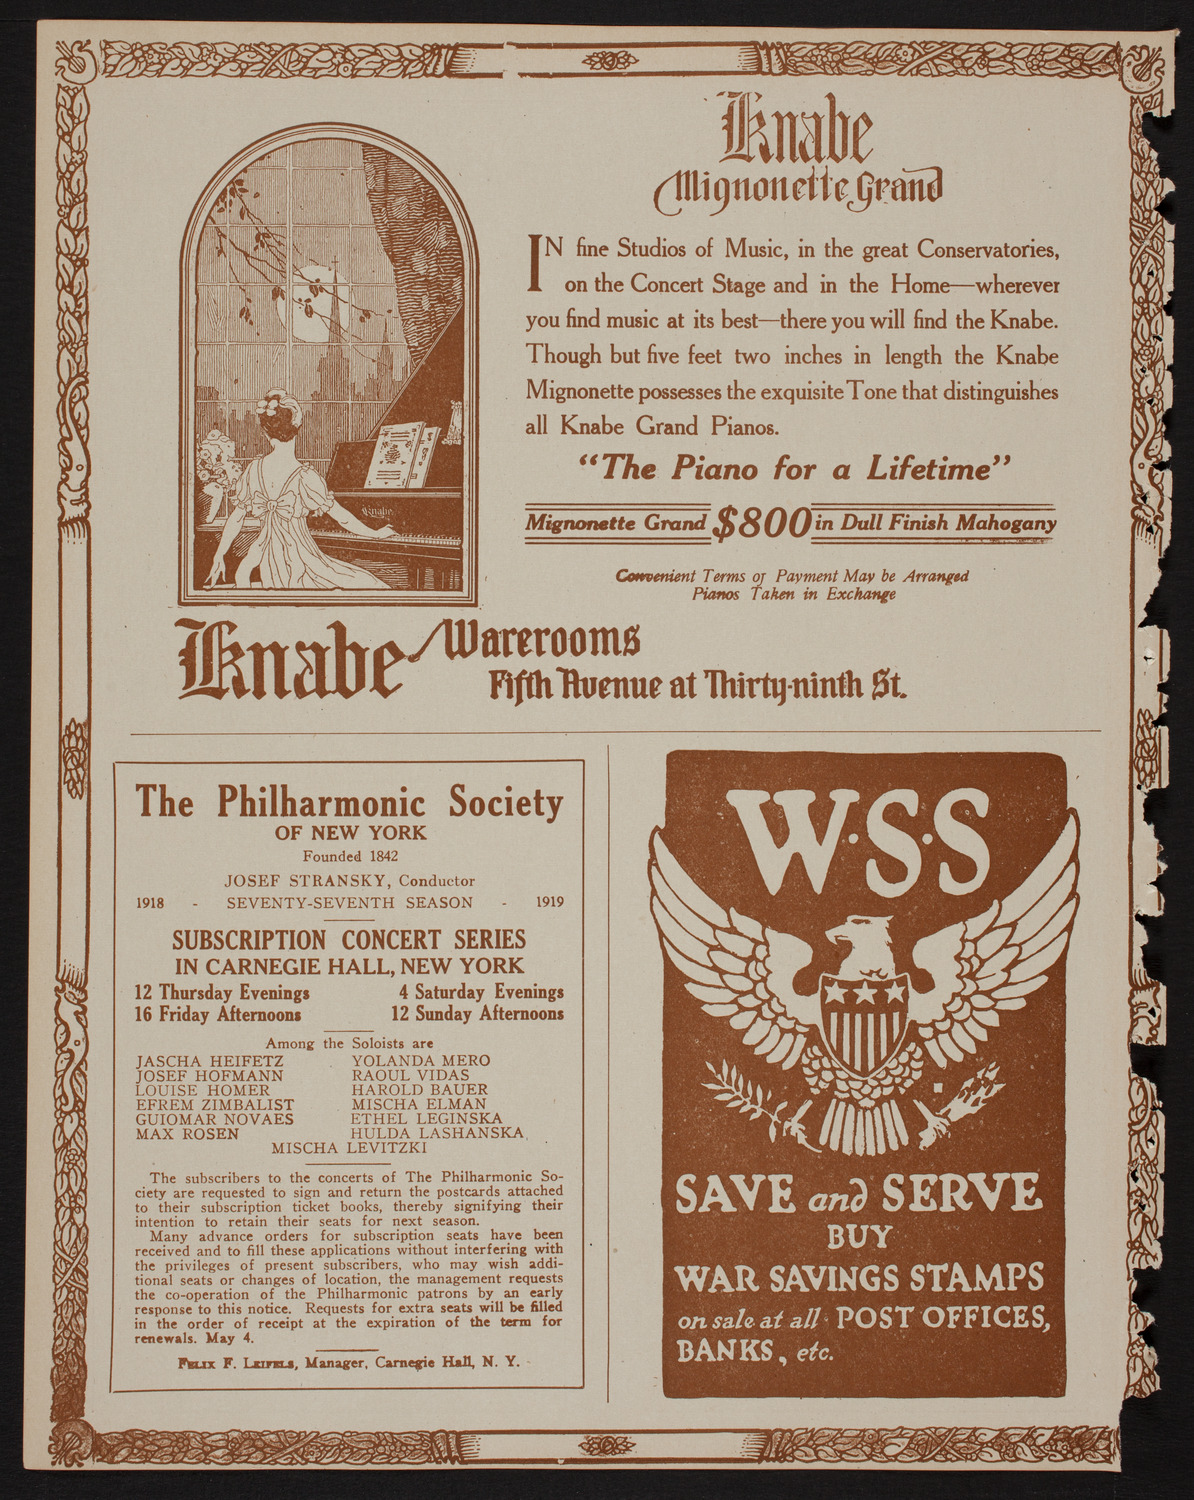 Knabe
Mignonette Grand
IN fine Studios of Music, in the great Conservatories,
on the Concert Stage and in the Home—wherever
you find music at its best—there you will find the Knabe.
Though but five feet two inches in length the Knabe
Mignonette possesses the exquisite Tone that distinguishes
all Knabe Grand Pianos.
"The Piano for a Lifetime"
Mignonette Grand $800 in Dull Finish Mahogany
Convenient Terms of Payment May be Arranged
Pianos Taken in Exchange
Knabe
Knabe Warerooms
Fifth Avenue at Thirty-ninth St.
The Philharmonic Society
OF NEW YORK
Founded 1842
JOSEF STRANSKY, Conductor
1918 - SEVENTY-SEVENTH SEASON - 1919
SUBSCRIPTION CONCERT SERIES
IN CARNEGIE HALL, NEW YORK
12 Thursday Evenings 4 Saturday Evenings
16 Friday Afternoons 12 Sunday Afternoons
Among the Soloists are
JASCHA HEIFETZ YOLANDA MERO
JOSEF HOFMANN RAOUL VIDAS
LOUISE HOMER HAROLD BAUER
EFREM ZIMBALIST MISCHA ELMAN
GUIOMAR NOVAES ETHEL LEGINSKA
MAX ROSEN HULDA LASHANSKA
MISCHA LEVITZKI
The subscribers to the concerts of The Philharmonic So-
ciety are requested to sign and return the postcards attached
to their subscription ticket books, thereby signifying their
intention to retain their seats for next season.
Many advance orders for subscription seats have been
received and to fill these applications without interfering with
the privileges of present subscribers, who may wish addi-
tional seats or changes of location, the management requests
the co-operation of the Philharmonic patrons by an early
response to this notice. Requests for extra seats will be filled
in the order of receipt at the expiration of the term for
renewals. May 4.
FELIX F. LEIFELS, Manager, Carnegie Hall, N. Y.
W·S·S
SAVE and SERVE
BUY
WAR SAVINGS STAMPS
on sale at all POST OFFICES,
BANKS, etc.